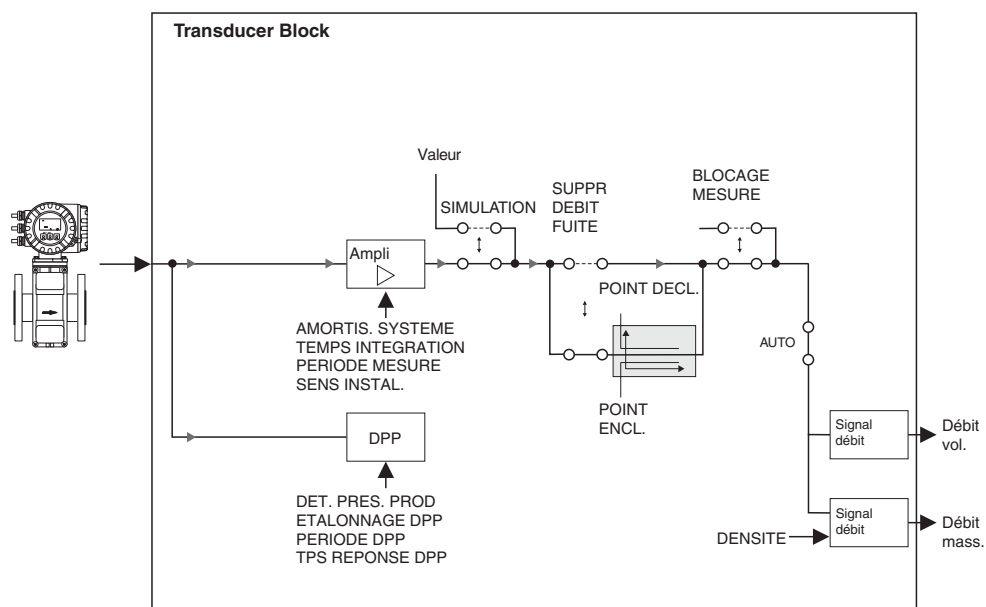 Transducer Block
Valeur
SIMULATION
SUPPR
DEBIT
FUITE
BLOCAGE
MESURE
Ampli
POINT DECL.
AMORTIS. SYSTEME
TEMPS INTEGRATION
PERIODE MESURE
SENS INSTAL.
AUTO
POINT
ENCL.
DPP
Signal
débit
Débit
vol.
DET. PRES. PROD
ETALONNAGE DPP
PERIODE DPP
TPS REPONSE DPP
DENSITE
Signal
débit
Débit
mass.